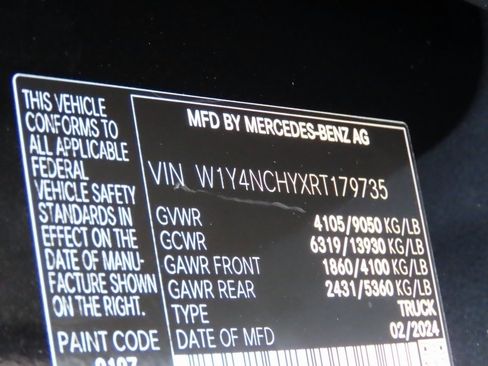 THIS VEHICLE
CONFORMS TO
ALL APPLICABLE
FEDERAL
VEHICLE SAFETY
STANDARDS IN
EFFECT ON THE
DATE OF MANU-
FACTURE SHOWN
ON THE RIGHT.
PAINT CODE
MFD BY MERCEDES-BENZ AG
VIN W1Y4NCHYXRT179735
GVWR 4105/9050 KG/LB
GCWR 6319/13930 KG/LB
GAWR FRONT 1860/4100 KG/LB
GAWR REAR 2431/5360 KG/LB
TYPE TRUCK
DATE OF MFD 02/2024